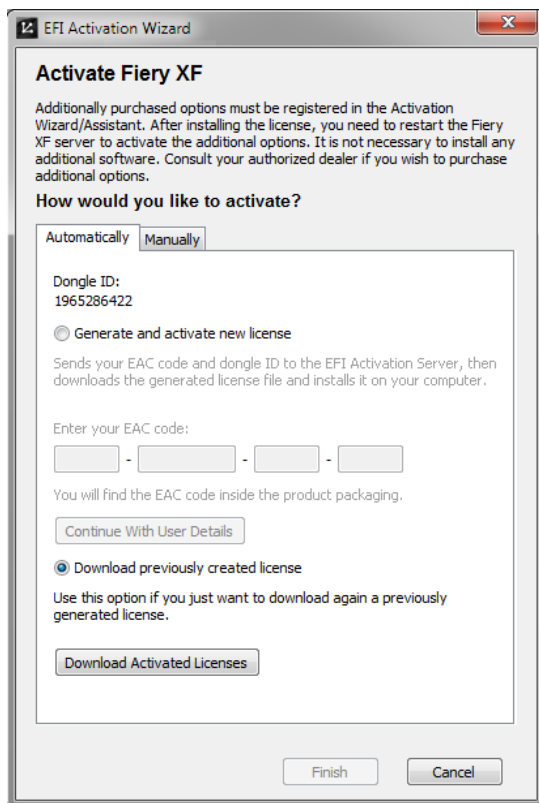 EFI Activation Wizard
Activate Fiery XF
Additionally purchased options must be registered in the Activation
Wizard/Assistant. After installing the license, you need to restart the Fiery
XF server to activate the additional options. It is not necessary to install any
additional software. Consult your authorized dealer if you wish to purchase
additional options.
How would you like to activate?
Automatically
Manually
Dongle ID:
1965286422
Generate and activate new license
Sends your EAC code and dongle ID to the EFI Activation Server, then
downloads the generated license file and installs it on your computer.
Enter your EAC code:
- - -
You will find the EAC code inside the product packaging.
Continue With User Details
Download previously created license
Use this option if you just want to download again a previously
generated license.
Download Activated Licenses
Finish
Cancel